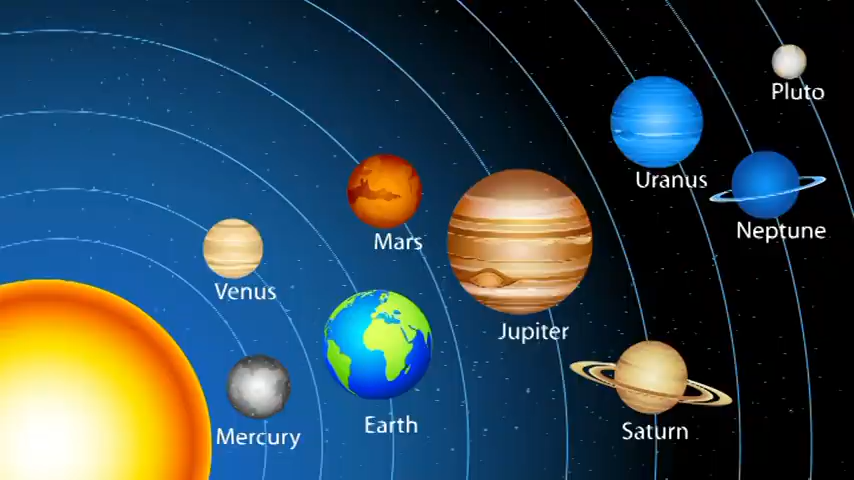 Pluto
Uranus
Neptune
Mars
Venus
Jupiter
Earth
Saturn
Mercury